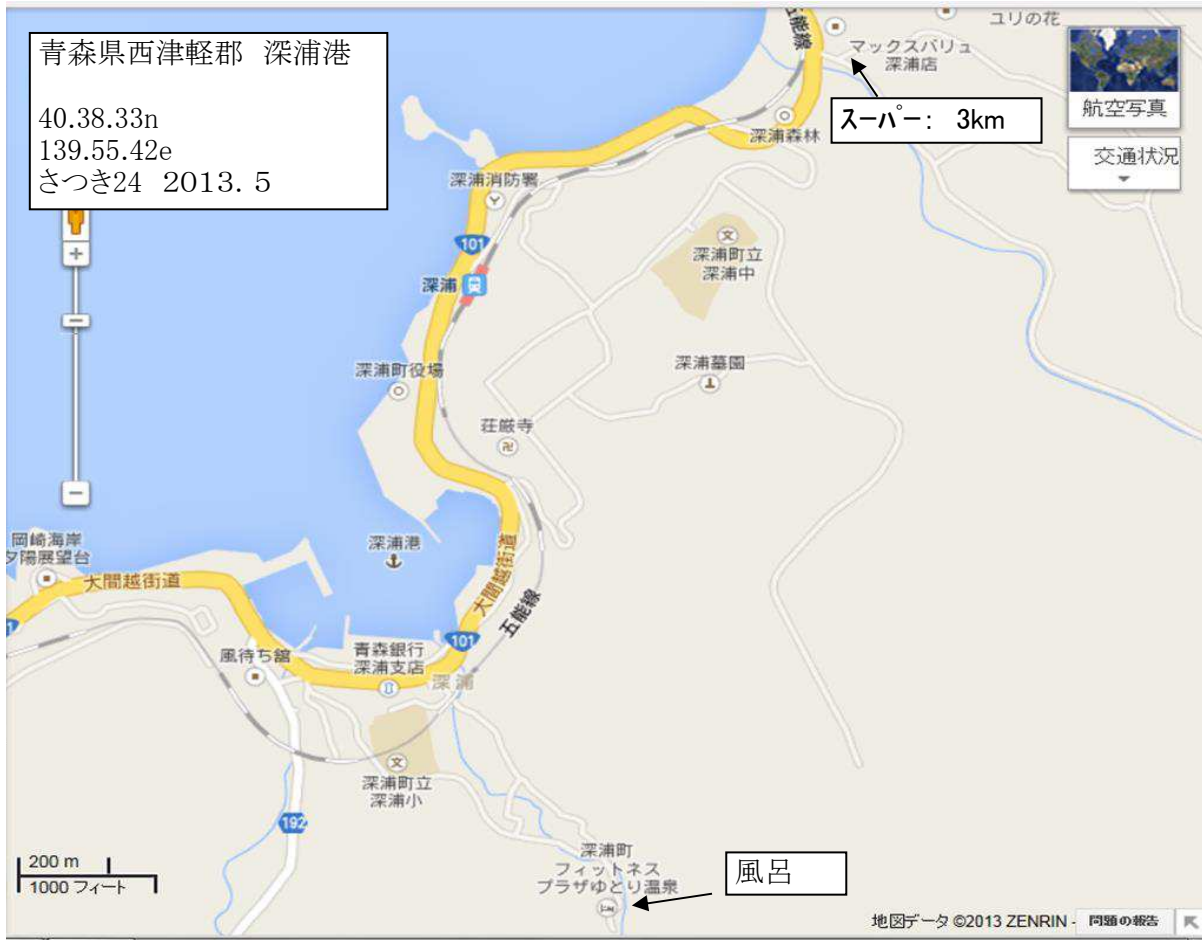 青森県西津軽郡 深浦港
40.38.33n
139.55.42e
さつき24 2013.5
五能線
ユリの花
マックスバリュ
深浦店
スーパー: 3km
航空写真
交通状況
深浦森林
深浦消防署
101
深浦
深浦町立
深浦中
深浦町役場
深浦墓園
荘厳寺
岡崎海岸
夕陽展望台
深浦港
大間越街道
大間越街道
五能線
1
101
風待ち舘
青森銀行
深浦支店
深浦
深浦町立
深浦小
192
200 m
1000 フィート
深浦町
フィットネス
プラザゆとり温泉
風呂
地図データ ©2013 ZENRIN -
問題の報告